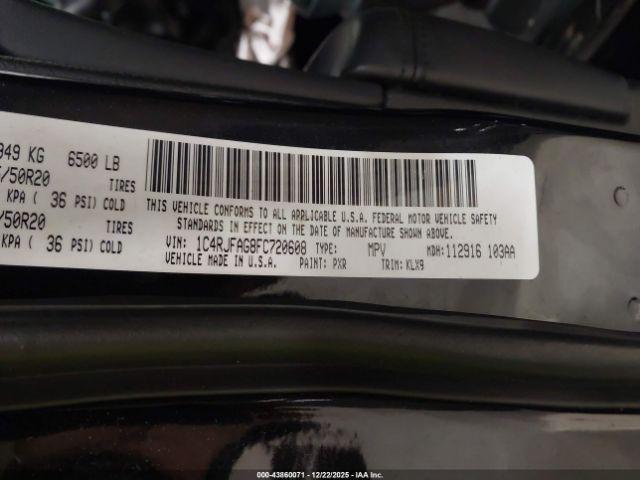 949 KG 6500 LB
/50R20 TIRES
KPA ( 36 PSI) COLD
/50R20 TIRES
KPA ( 36 PSI) COLD
THIS VEHICLE CONFORMS TO ALL APPLICABLE U.S.A. FEDERAL MOTOR VEHICLE SAFETY
STANDARDS IN EFFECT ON THE DATE OF MANUFACTURE SHOWN ABOVE.
VIN: 1C4RJFAG8FC720608 TYPE: MPV MDH:112916 103AA
VEHICLE MADE IN U.S.A. PAINT: PXR TRIM: KLX9
000-43860071 - 12/22/2025 - IAA Holdings, LLC.